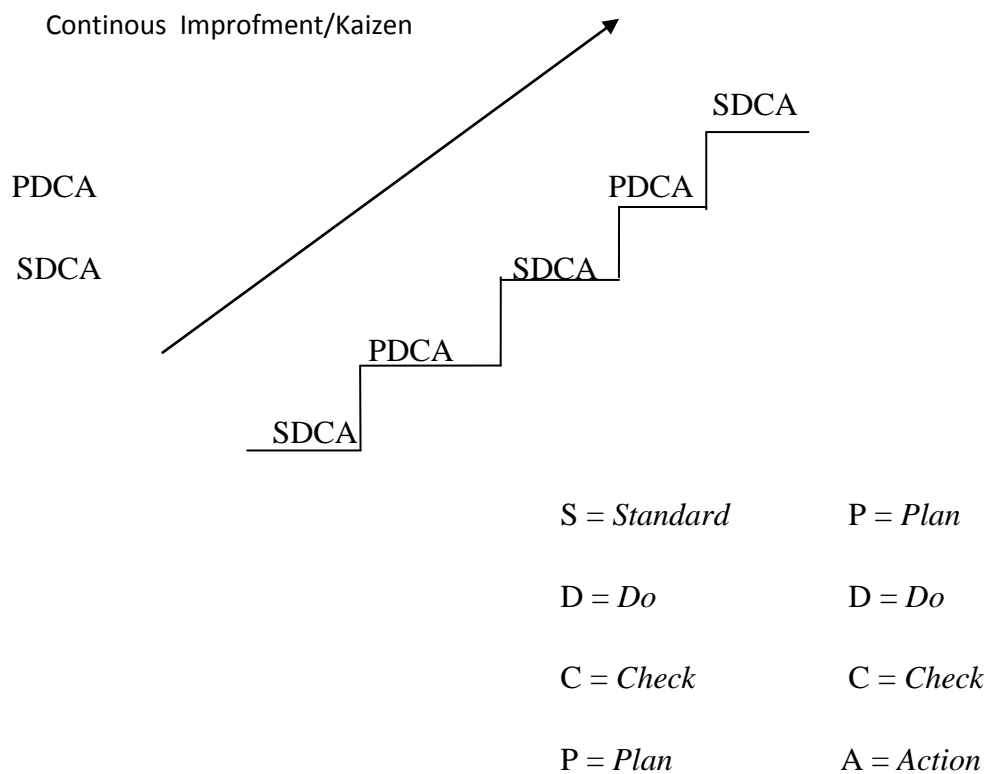 Continous Improfment/Kaizen
SDCA
PDCA
PDCA
SDCA
SDCA
PDCA
SDCA
S = Standard P = Plan
D = Do D = Do
C = Check C = Check
P = Plan A = Action